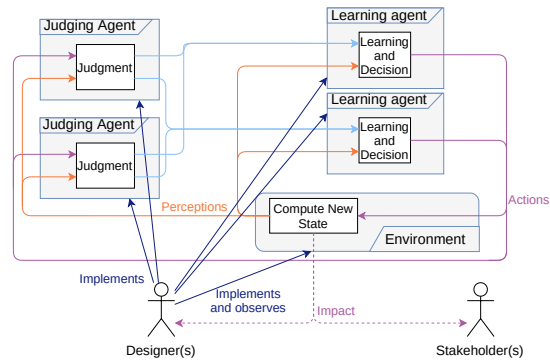 Judging Agent
Judgment
Learning agent
Learning
and
Decision
Judging Agent
Judgment
Learning agent
Learning
and
Decision
Perceptions
Compute New
State
Actions
Environment
Implements
Implements
and observes
Impact
Designer(s)
Stakeholder(s)